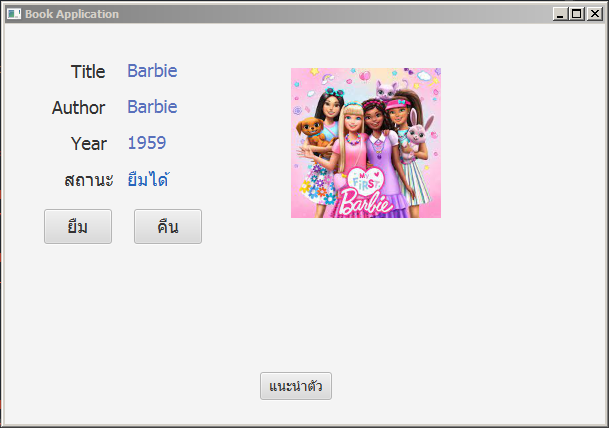 Book Application
Title Barbie
Author Barbie
Year 1959
สถานะ ยืมได้
ยืม คืน
MY
FIRST
Barbie
แนะนำตัว